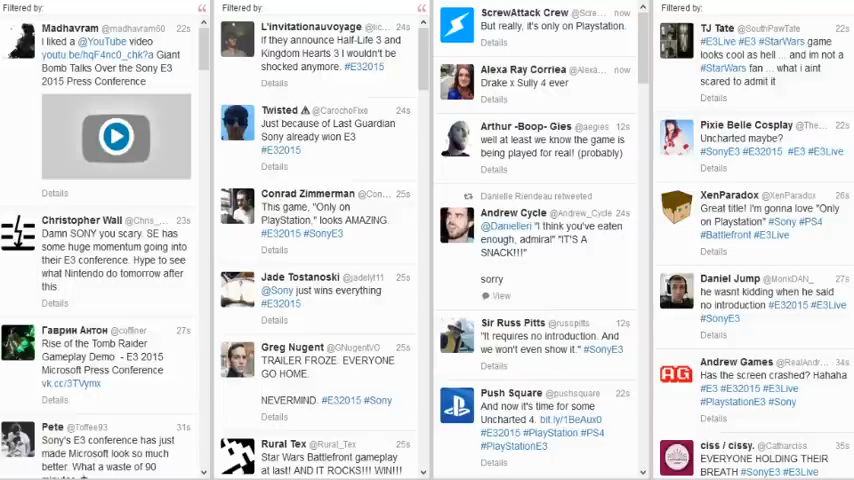 Filtered by:
Madhavram @madhavram60 22s
I liked a @YouTube video
youtu.be/hqF4nc0_chk?a Giant
Bomb Talks Over the Sony E3
2015 Press Conference
Details
Christopher Wall @Chris_... 23s
Damn SONY you scary. SE has
some huge momentum going into
their E3 conference. Hype to see
what Nintendo do tomorrow after
this
Details
Гаврин Антон @coffiner 27s
Rise of the Tomb Raider
Gameplay Demo - E3 2015
Microsoft Press Conference
vk.cc/3TVymx
Details
Pete @Toffee93 31s
Sony's E3 conference has just
made Microsoft look so much
better. What a waste of 90
Filtered by:
L'invitationauvoyage @lic... 24s
if they announce Half-Life 3 and
Kingdom Hearts 3 I wouldn't be
shocked anymore. #E32015
Details
Twisted ⚠ @CarochoFixe 24s
Just because of Last Guardian
Sony already won E3
#E32015
Details
Conrad Zimmerman @Con... 25s
This game, "Only on
PlayStation," looks AMAZING.
#E32015 #SonyE3
Details
Jade Tostanoski @jadelyt11 25s
@Sony just wins everything
#E32015
Details
Greg Nugent @GNugentVO 25s
TRAILER FROZE. EVERYONE
GO HOME.
NEVERMIND. #E32015 #Sony
Details
Rural Tex @Rural_Tex 25s
Star Wars Battlefront gameplay
at last! AND IT ROCKS!!! WIN!!!
ScrewAttack Crew @Scre... now
But really, it's only on Playstation.
Details
Alexa Ray Corriea @Alexa... now
Drake x Sully 4 ever
Details
Arthur -Boop- Gies @aegies 12s
well at least we know the game is
being played for real! (probably)
Details
Danielle Riendeau retweeted
Andrew Cycle @Andrew_Cycle 24s
@Danielleri "I think you've eaten
enough, admiral" "IT'S A
SNACK!!!"
sorry
View
Sir Russ Pitts @russpitts 12s
"It requires no introduction. And
we won't even show it." #SonyE3
Details
Push Square @pushsquare 22s
And now it's time for some
Uncharted 4. bit.ly/1BeAux0
#E32015 #PlayStation #PS4
#PlayStationE3
Details
Filtered by:
TJ Tate @SouthPawTate 22s
#E3Live #E3 #StarWars game
looks cool as hell ... and im not a
#StarWars fan ... what i aint
scared to admit it
Details
Pixie Belle Cosplay @The... 22s
Uncharted maybe?
#SonyE3 #E32015 #E3 #E3Live
Details
XenParadox @XenParadox 26s
Great title! I'm gonna love "Only
on Playstation" #Sony #PS4
#Battlefront #E3Live
Details
Daniel Jump @MonkDAN_ 27s
he wasnt kidding when he said
no introduction #E32015 #E3Live
#SonyE3
Details
Andrew Games @RealAndr... 34s
Has the screen crashed? Hahaha
#E3 #E32015 #E3Live
#PlaystationE3 #Sony
Details
ciss / cissy. @Catharciss 35s
EVERYONE HOLDING THEIR
BREATH #SonyE3 #E3Live